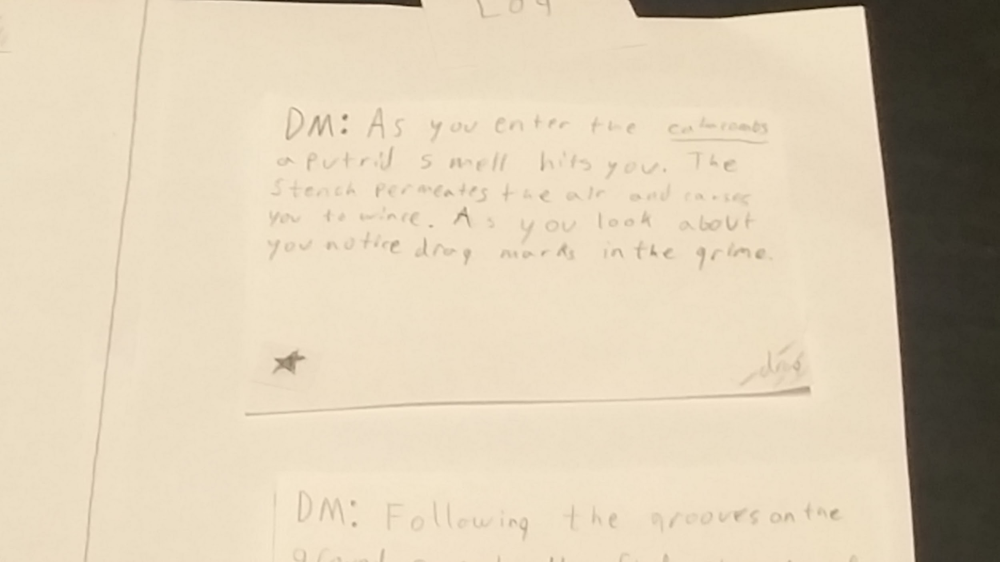 Log
DM: As you enter the catacombs
a putrid smell hits you. The
Stench permeates the air and causes
you to wince. As you look about
you notice drag marks in the grime.
drag
DM: Following the grooves on the